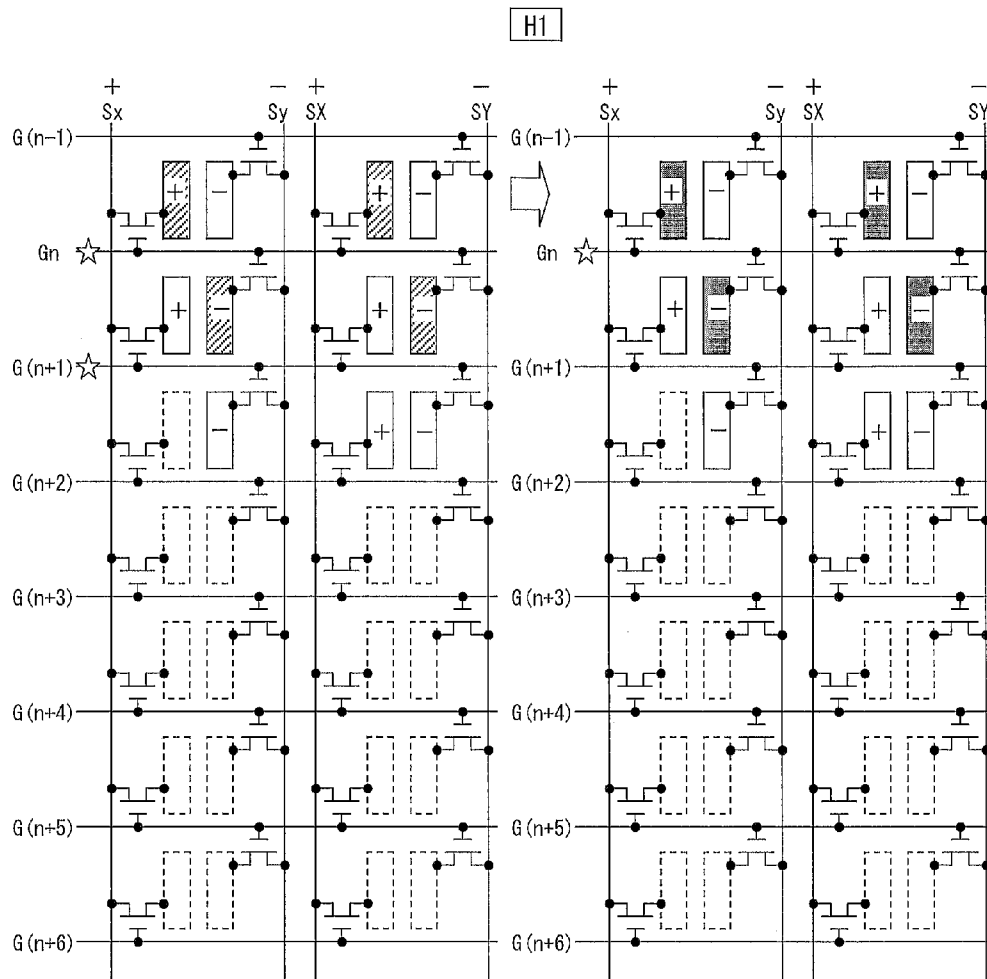 H1
+ − + − + − + −
Sx Sy SX SY Sx Sy SX SY
G(n-1) G(n-1)
+ − + − + − + −
Gn ☆ Gn ☆
+ − + − + − + −
G(n+1) ☆ G(n+1)
− + − − + −
G(n+2) G(n+2)
G(n+3) G(n+3)
G(n+4) G(n+4)
G(n+5) G(n+5)
G(n+6) G(n+6)